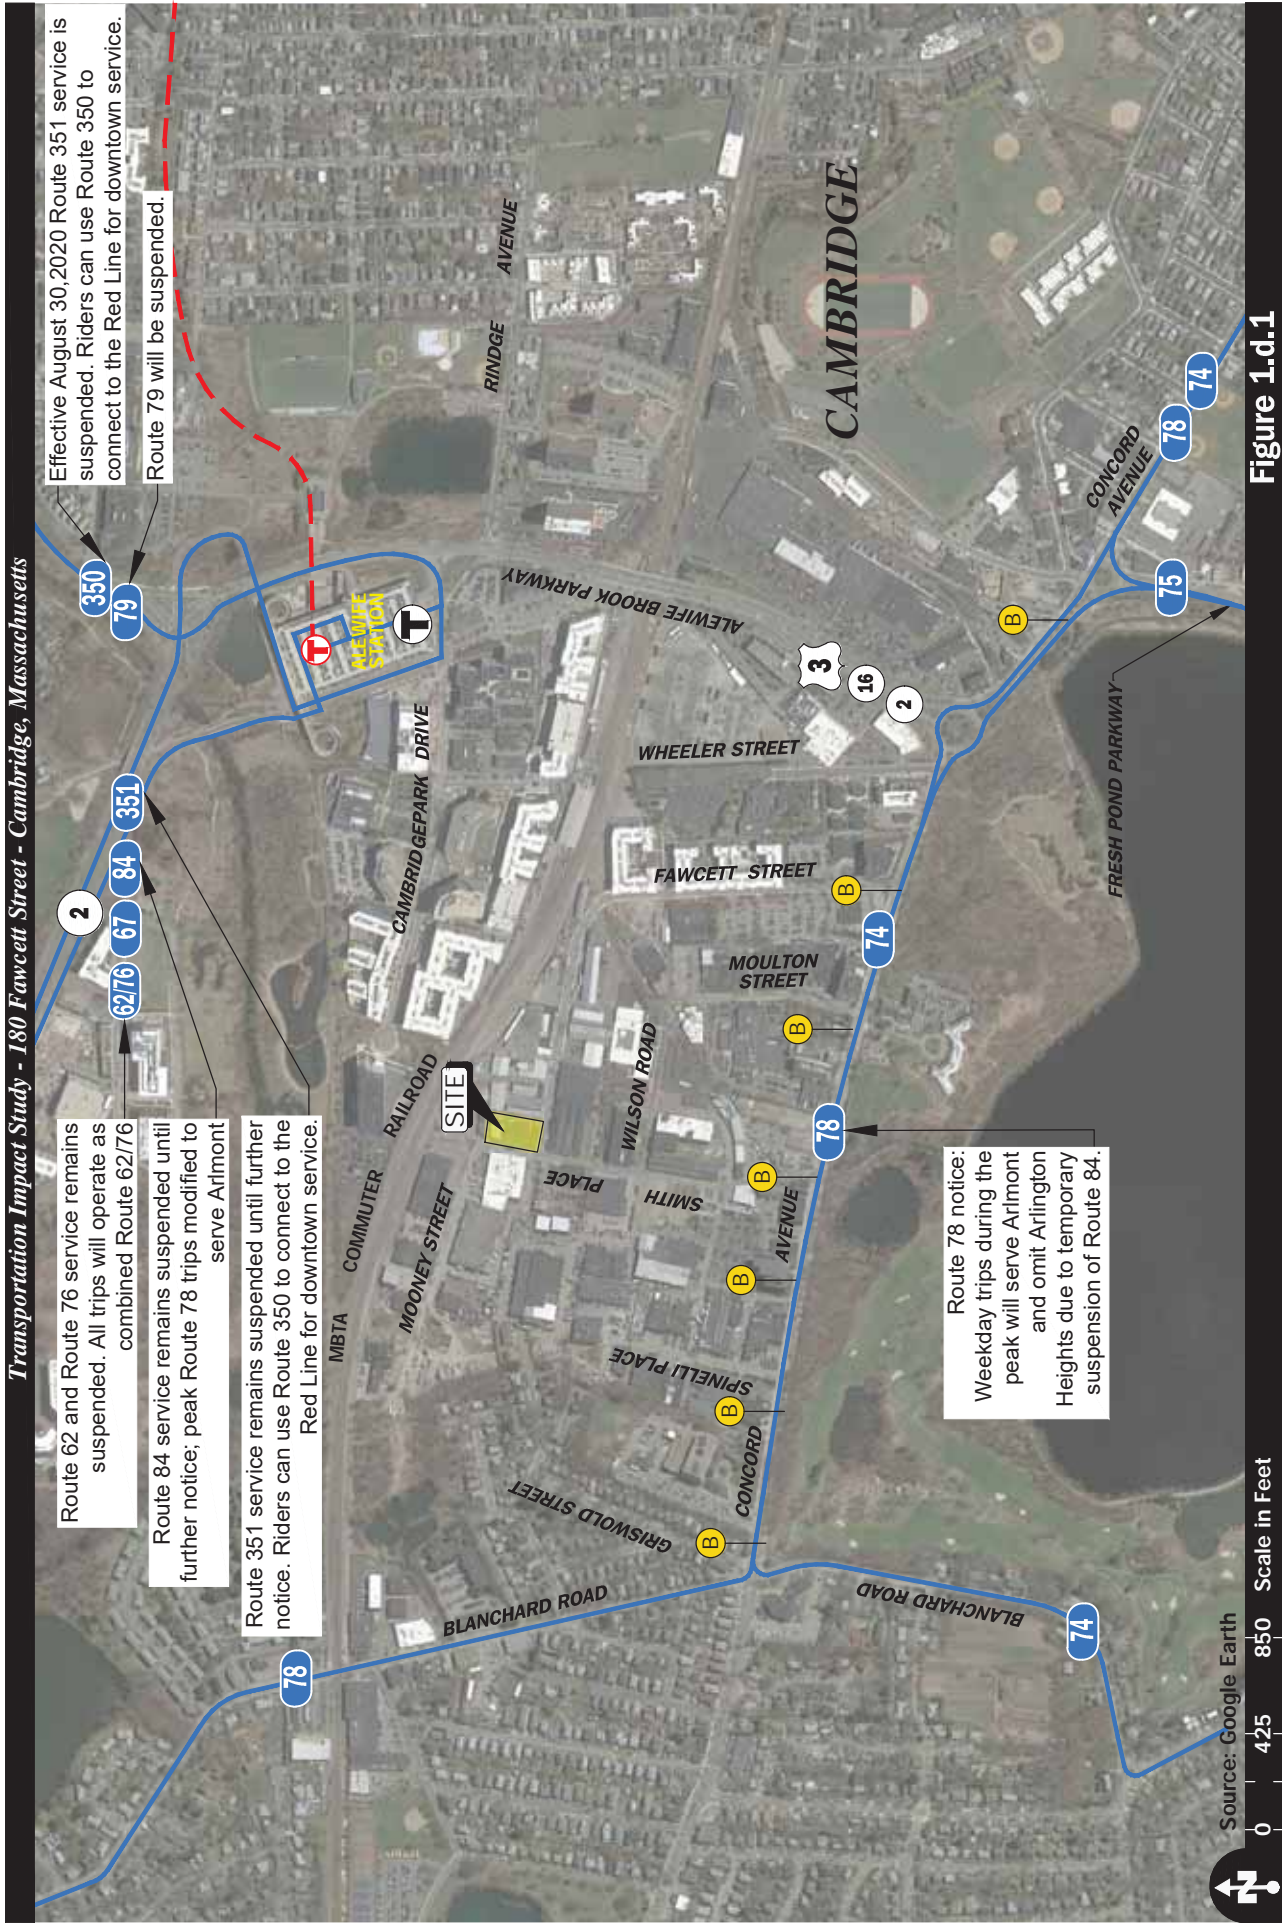 Transportation Impact Study - 180 Fawcett Street - Cambridge, Massachusetts
Route 62 and Route 76 service remains
suspended. All trips will operate as
combined Route 62/76
Route 84 service remains suspended until
further notice; peak Route 78 trips modified to
serve Arlmont
Route 351 service remains suspended until further
notice. Riders can use Route 350 to connect to the
Red Line for downtown service.
Effective August 30,2020 Route 351 service is
suspended. Riders can use Route 350 to
connect to the Red Line for downtown service.
Route 79 will be suspended.
2
62/76
67
84
351
350
79
T
ALEWIFE
STATION
T
78
MBTA
COMMUTER
RAILROAD
CAMBRIDGEPARK DRIVE
RINDGE
AVENUE
SITE
MOONEY STREET
ALEWIFE BROOK PARKWAY
BLANCHARD ROAD
GRISWOLD STREET
SPINELLI PLACE
SMITH
PLACE
WILSON ROAD
MOULTON
STREET
FAWCETT STREET
WHEELER STREET
3
16
2
CAMBRIDGE
B
B
B
B
B
B
B
CONCORD
AVENUE
78
74
BLANCHARD ROAD
74
Route 78 notice:
Weekday trips during the
peak will serve Arlmont
and omit Arlington
Heights due to temporary
suspension of Route 84.
FRESH POND PARKWAY
CONCORD
AVENUE
75
78
74
Source: Google Earth
N
0
425
850
Scale in Feet
Figure 1.d.1